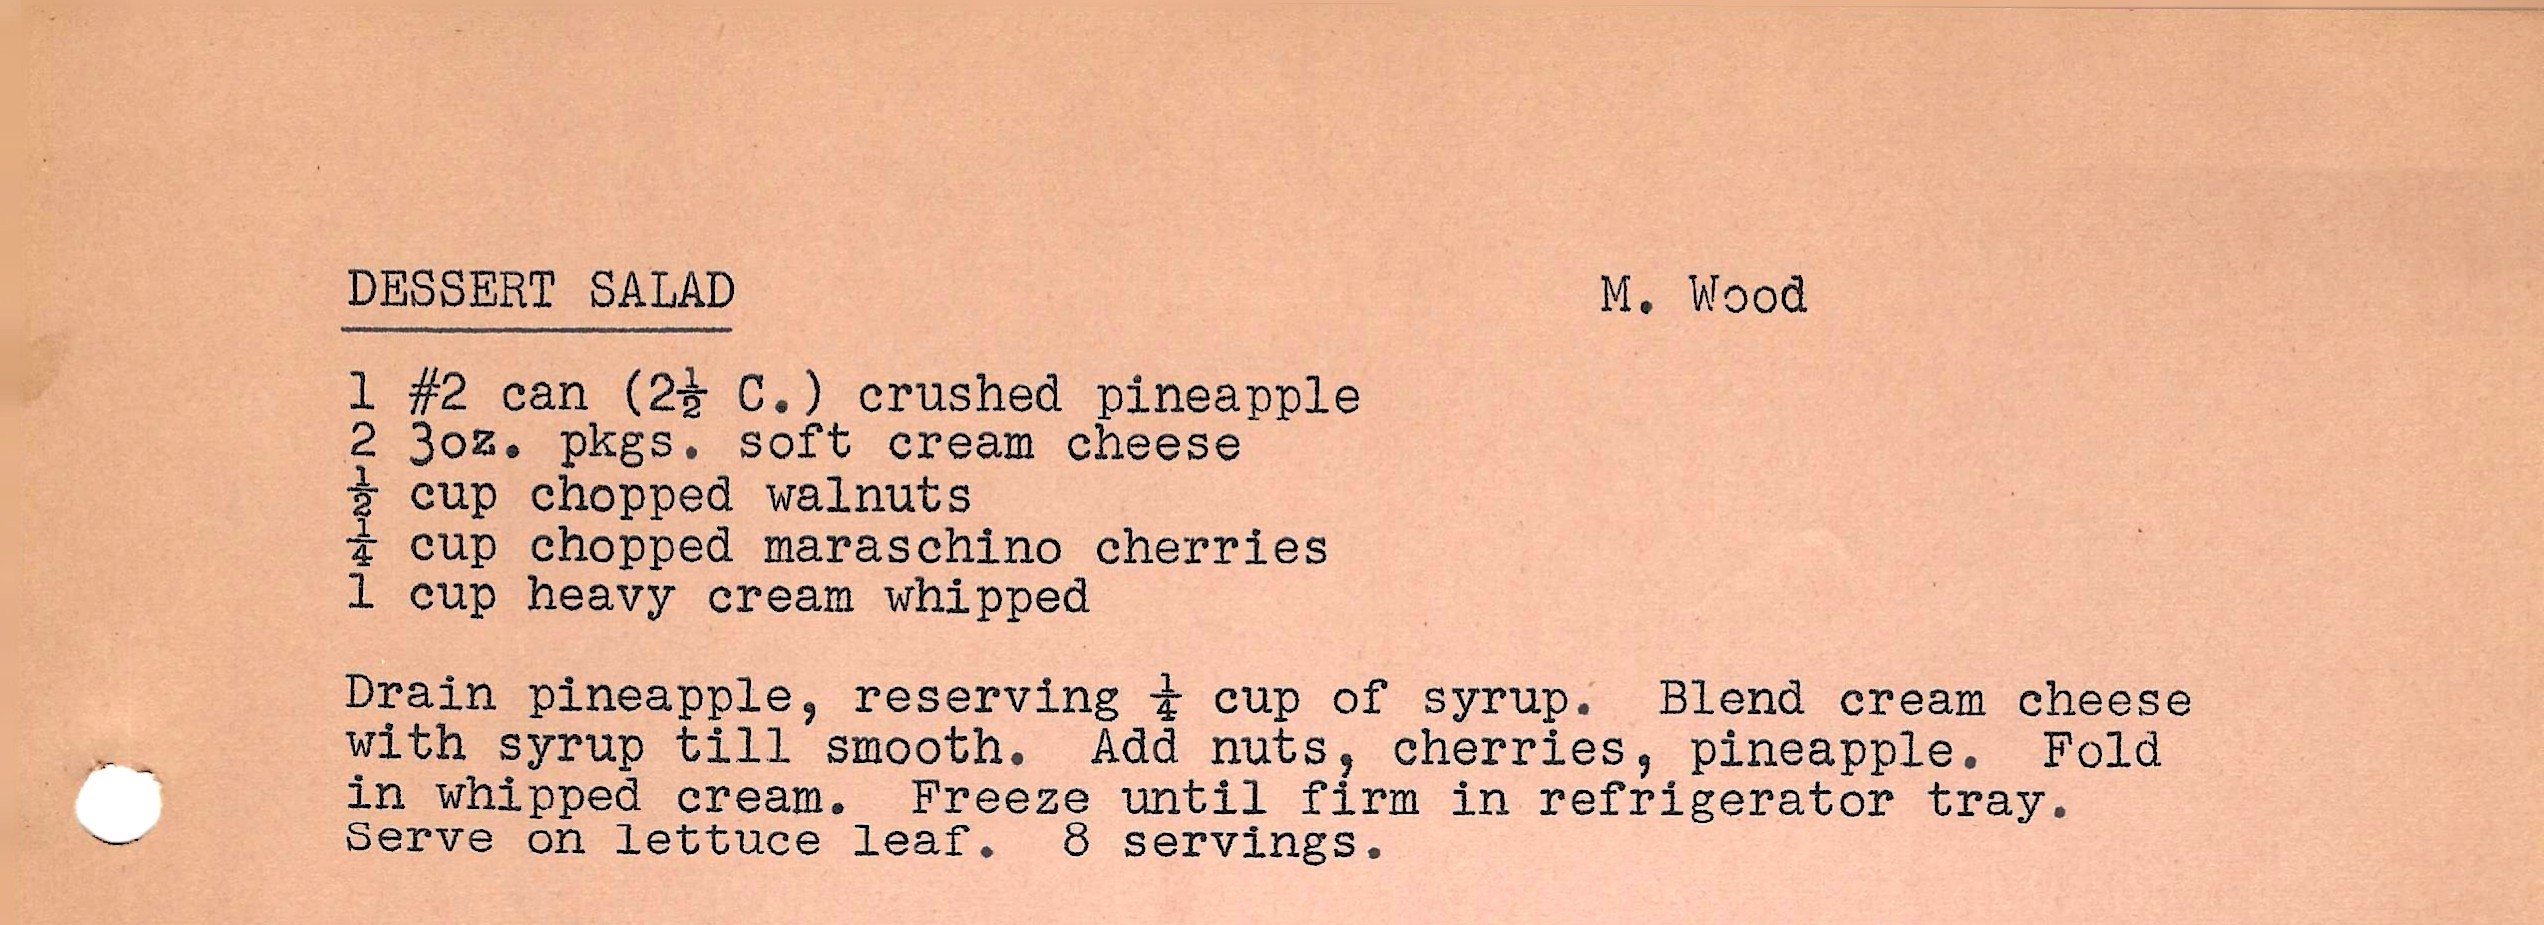 DESSERT SALAD M. Wood
1 #2 can (2½ C.) crushed pineapple
2 3oz. pkgs. soft cream cheese
½ cup chopped walnuts
¼ cup chopped maraschino cherries
1 cup heavy cream whipped
Drain pineapple, reserving ¼ cup of syrup. Blend cream cheese
with syrup till smooth. Add nuts, cherries, pineapple. Fold
in whipped cream. Freeze until firm in refrigerator tray.
Serve on lettuce leaf. 8 servings.